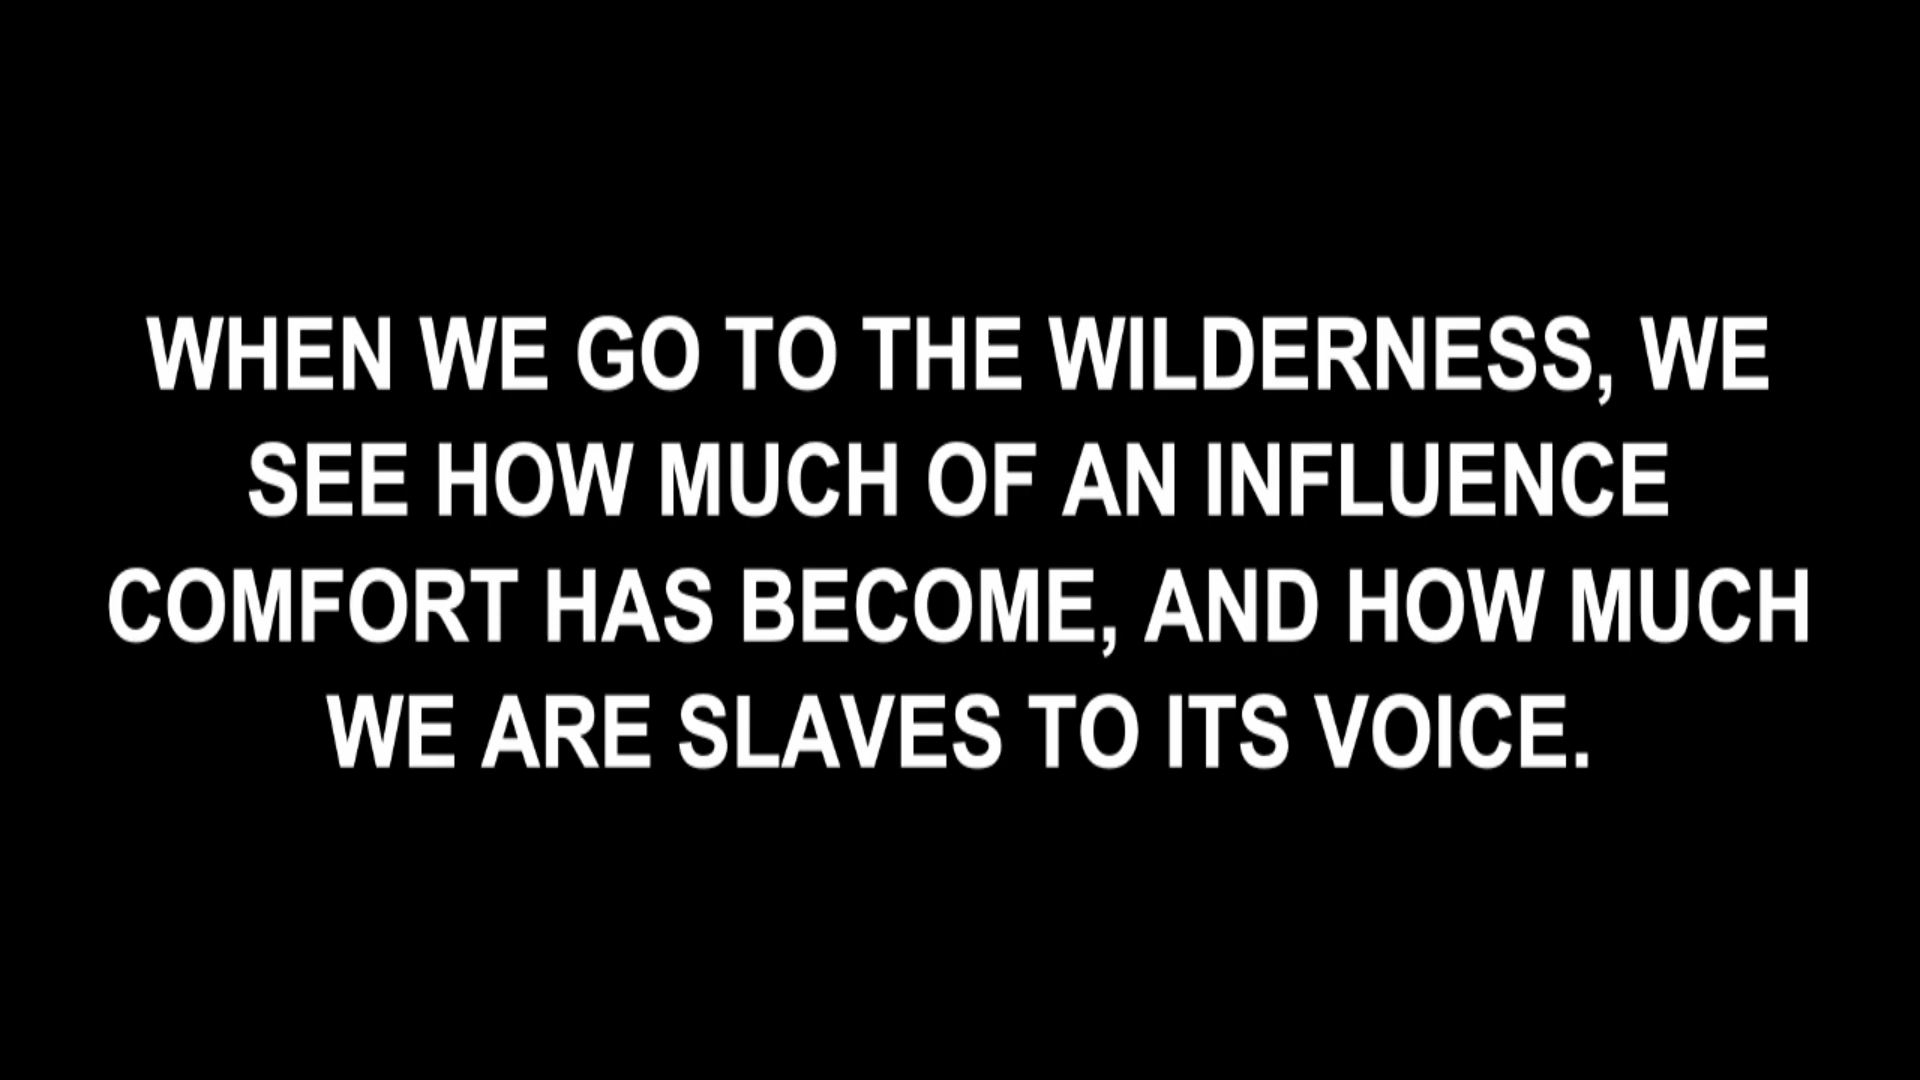 WHEN WE GO TO THE WILDERNESS, WE
SEE HOW MUCH OF AN INFLUENCE
COMFORT HAS BECOME, AND HOW MUCH
WE ARE SLAVES TO ITS VOICE.